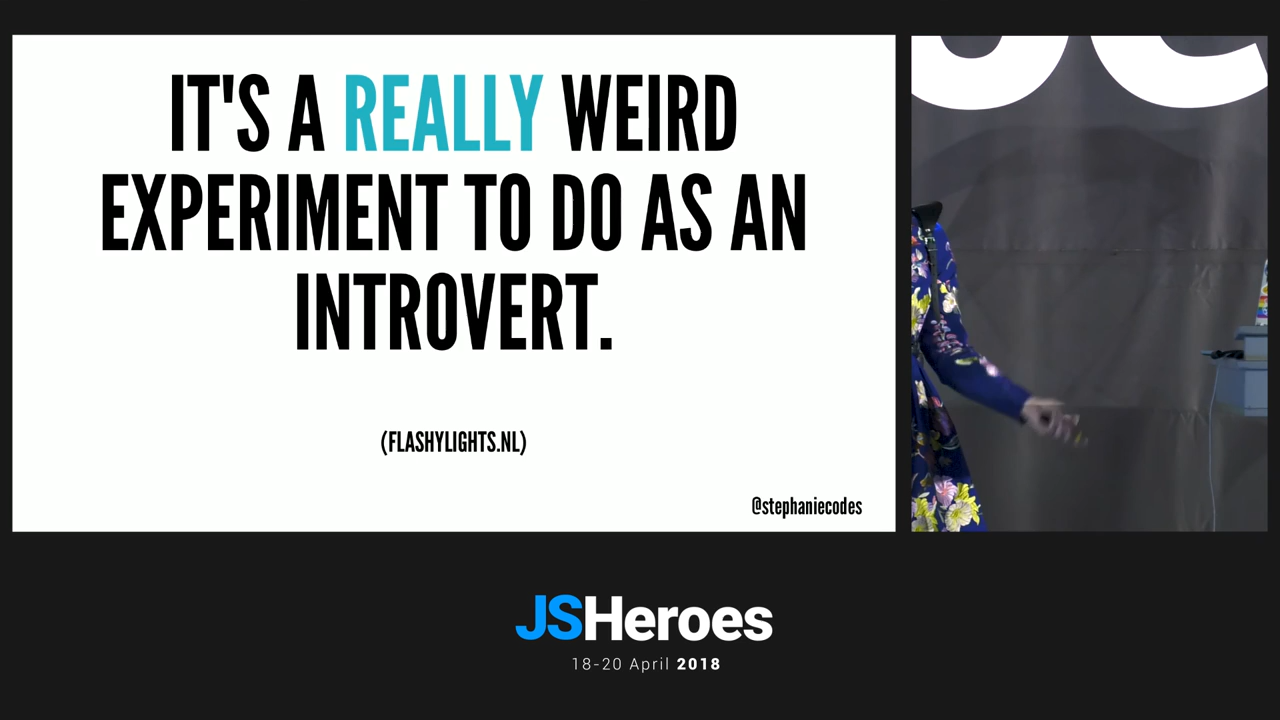 IT'S A REALLY WEIRD
EXPERIMENT TO DO AS AN
INTROVERT.
(FLASHYLIGHTS.NL)
@stephaniecodes
JSHeroes
18-20 April 2018